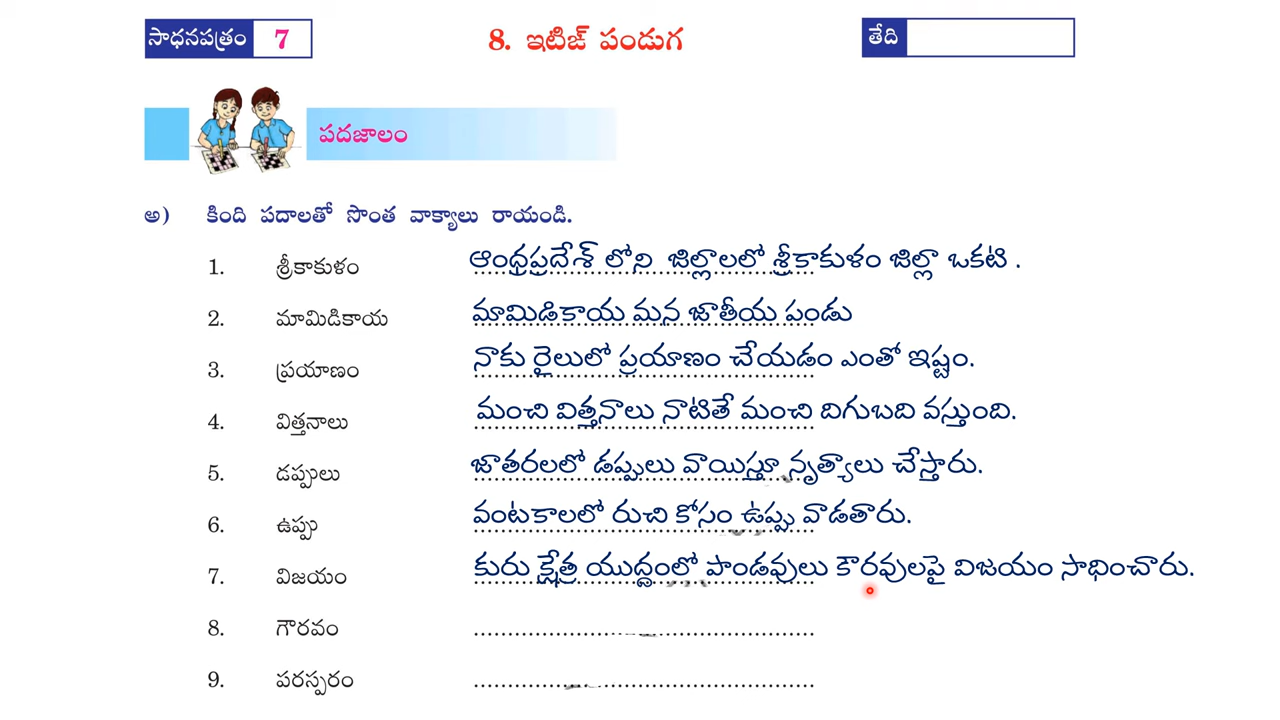 సాధనపత్రం 7 8. ఇటిజ్ పండుగ తేది
పదజాలం
అ) కింది పదాలతో సొంత వాక్యాలు రాయండి.
1. శ్రీకాకుళం ఆంధ్రప్రదేశ్ లోని జిల్లాలలో శ్రీకాకుళం జిల్లా ఒకటి .
2. మామిడికాయ మామిడికాయ మన జాతీయ పండు
3. ప్రయాణం నాకు రైలులో ప్రయాణం చేయడం ఎంతో ఇష్టం.
4. విత్తనాలు మంచి విత్తనాలు నాటితే మంచి దిగుబది వస్తుంది.
5. డప్పులు జాతరలలో డప్పులు వాయిస్తూ నృత్యాలు చేస్తారు.
6. ఉప్పు వంటకాలలో రుచి కోసం ఉప్పు వాడతారు.
7. విజయం కురు క్షేత్ర యుద్దంలో పాండవులు కౌరవులపై విజయం సాధించారు.
8. గౌరవం ..................................................
9. పరస్పరం ..................................................